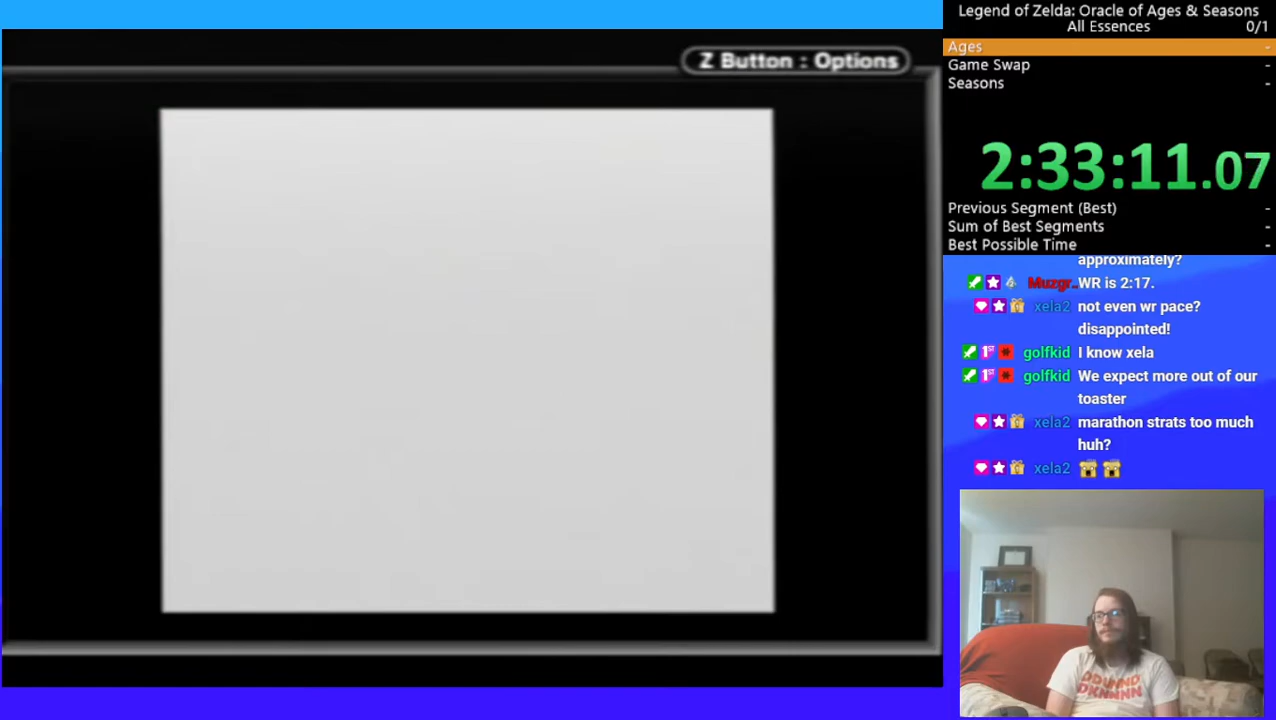 Z Button : Options
Legend of Zelda: Oracle of Ages & Seasons
All Essences 0/1
Ages -
Game Swap -
Seasons -
2:33:11.07
Previous Segment (Best) -
Sum of Best Segments -
Best Possible Time -
approximately?
Muzgr..WR is 2:17.
xela2 not even wr pace?
disappointed!
golfkid I know xela
golfkid We expect more out of our
toaster
xela2 marathon strats too much
huh?
xela2